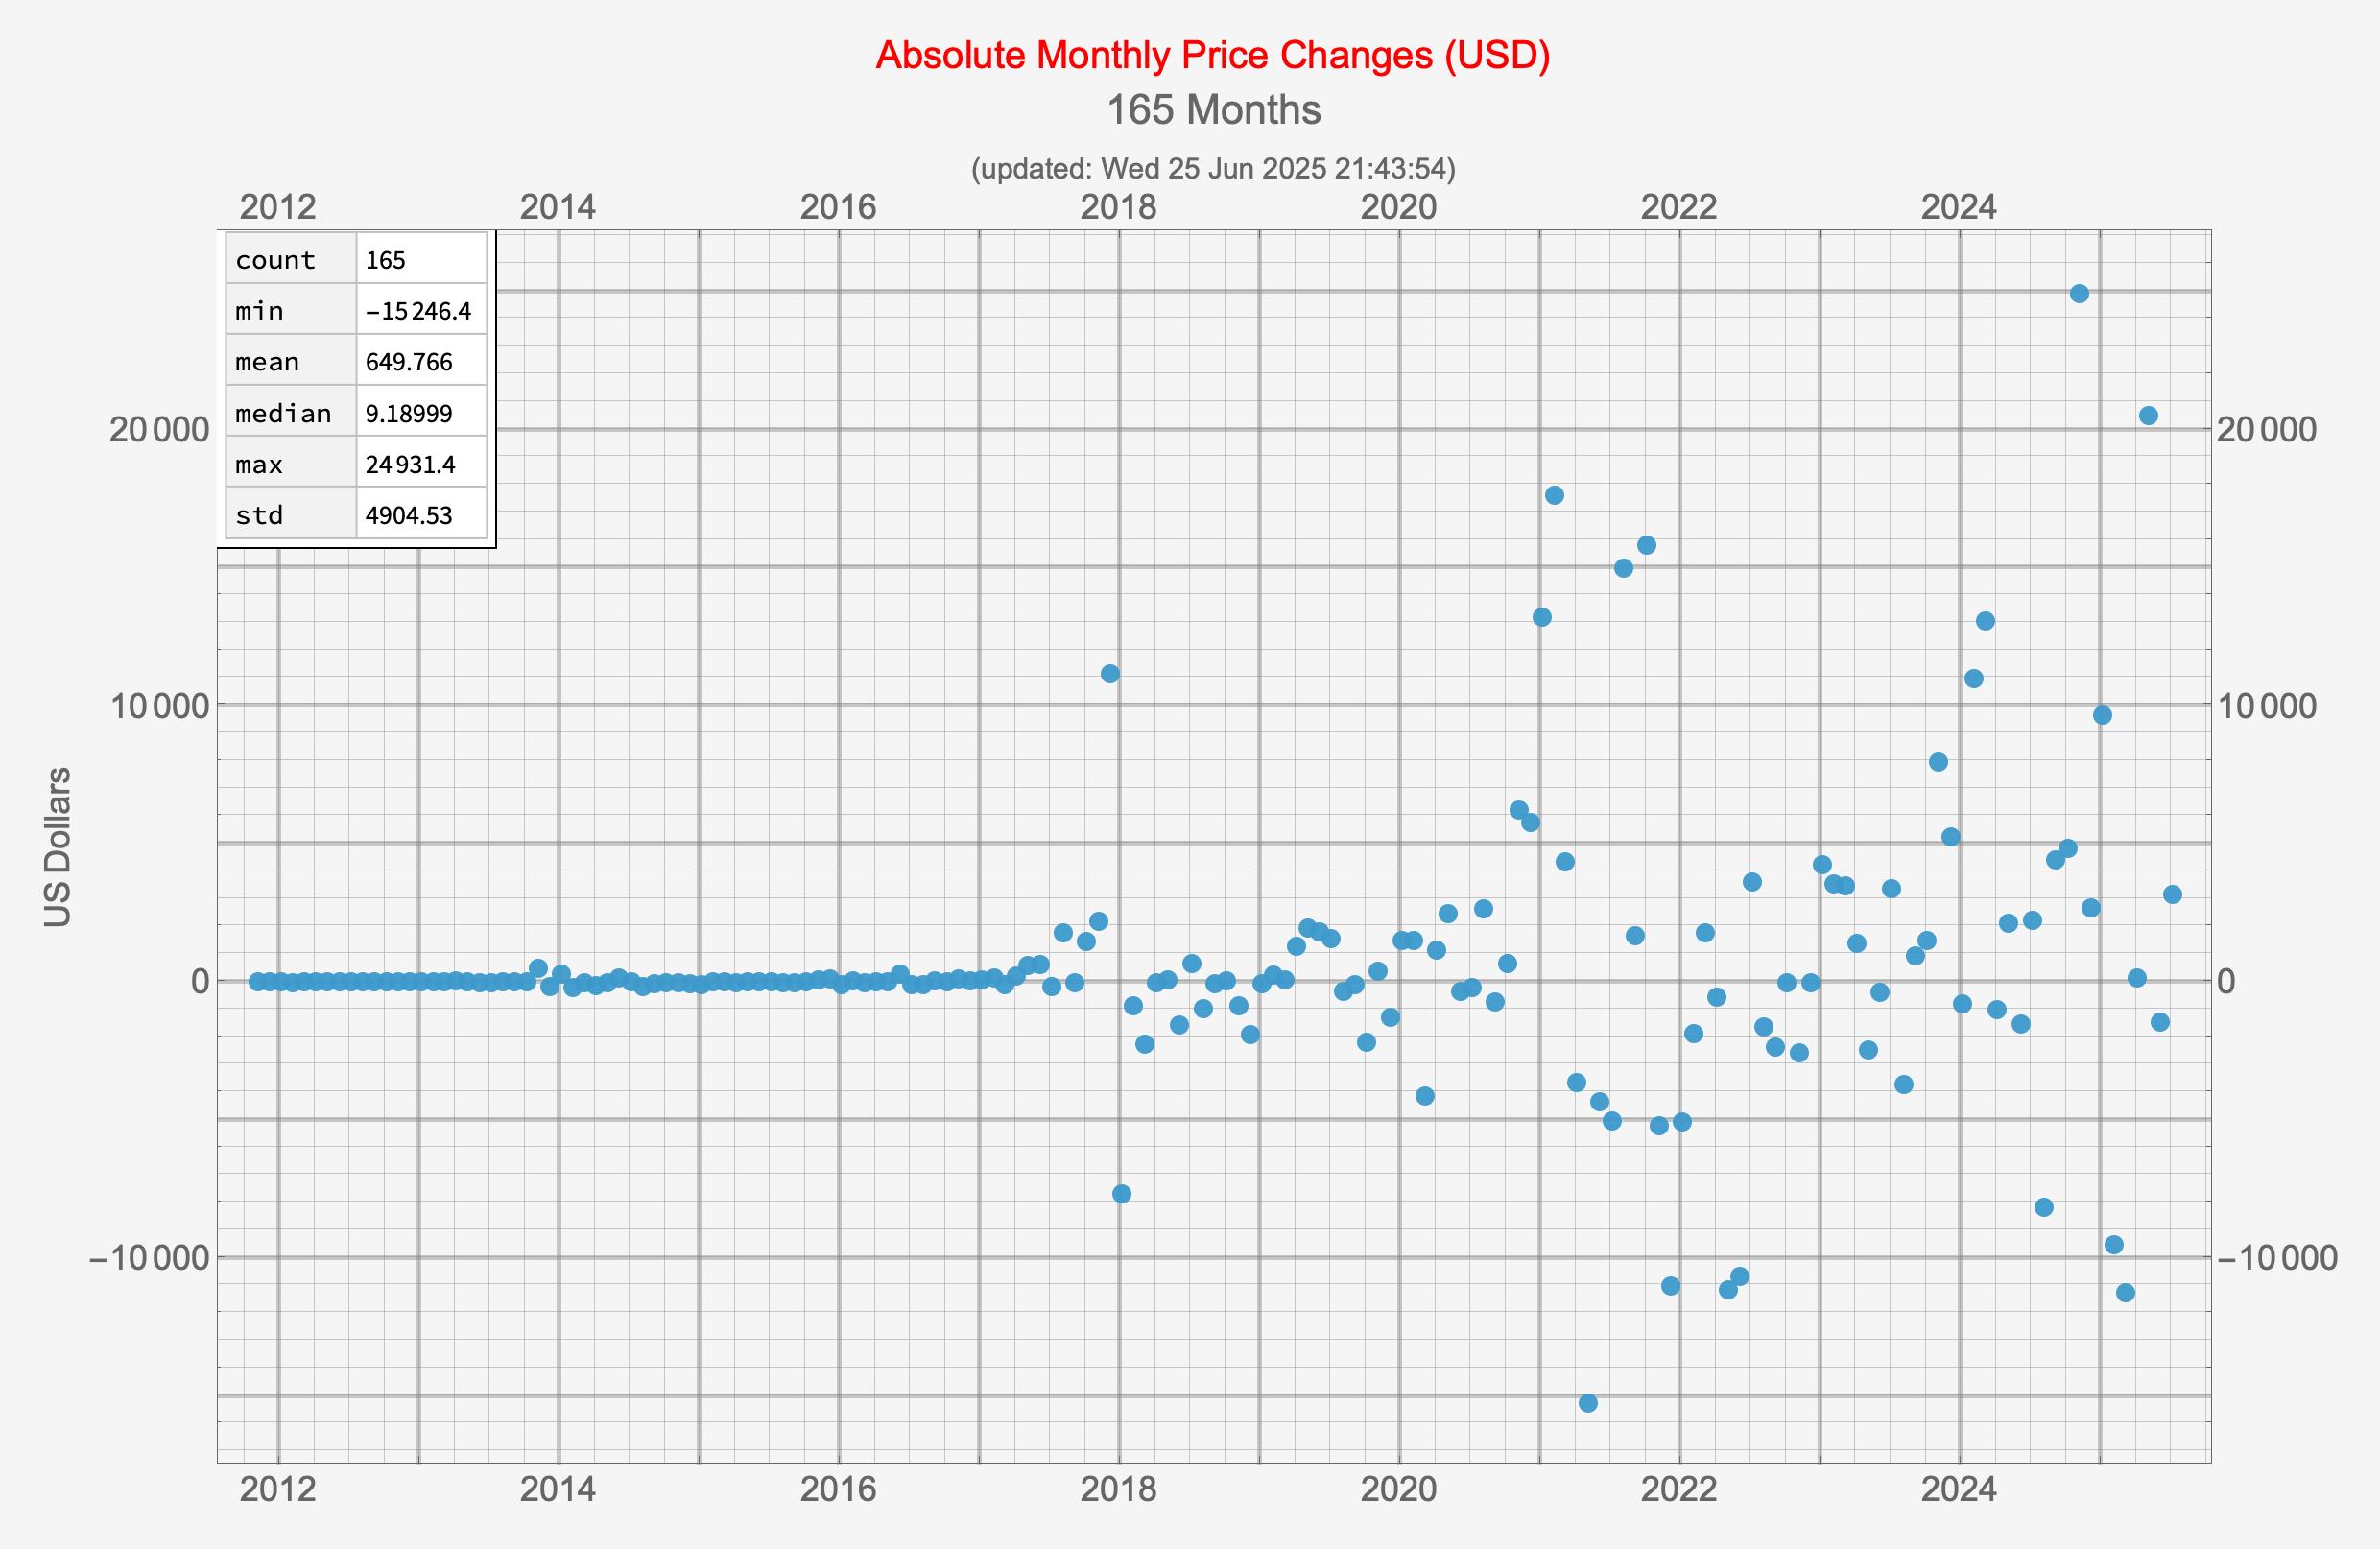 Absolute Monthly Price Changes (USD)
165 Months
(updated: Wed 25 Jun 2025 21:43:54)
2012 2014 2016 2018 2020 2022 2024
count 165
min −15 246.4
mean 649.766
median 9.18999
max 24 931.4
std 4904.53
US Dollars
20 000 20 000
10 000 10 000
0 0
−10 000 −10 000
2012 2014 2016 2018 2020 2022 2024